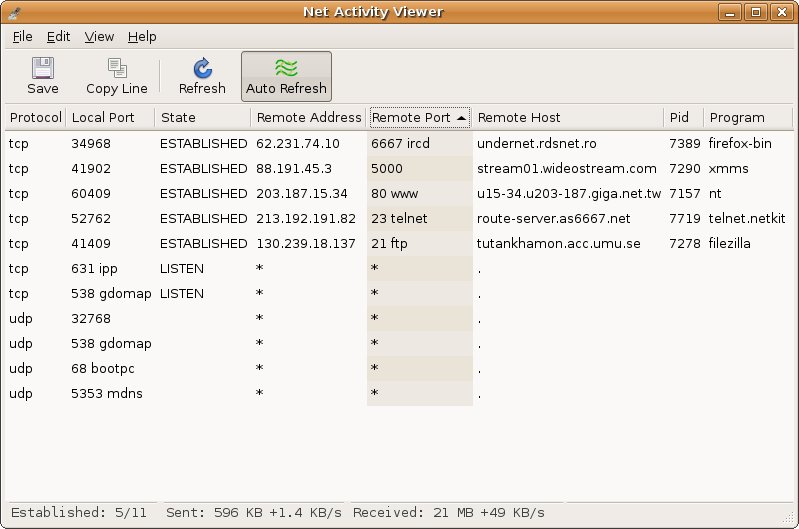 Net Activity Viewer
File Edit View Help
Save Copy Line Refresh Auto Refresh
Protocol Local Port State Remote Address Remote Port Remote Host Pid Program
tcp 34968 ESTABLISHED 62.231.74.10 6667 ircd undernet.rdsnet.ro 7389 firefox-bin
tcp 41902 ESTABLISHED 88.191.45.3 5000 stream01.wideostream.com 7290 xmms
tcp 60409 ESTABLISHED 203.187.15.34 80 www u15-34.u203-187.giga.net.tw 7157 nt
tcp 52762 ESTABLISHED 213.192.191.82 23 telnet route-server.as6667.net 7719 telnet.netkit
tcp 41409 ESTABLISHED 130.239.18.137 21 ftp tutankhamon.acc.umu.se 7278 filezilla
tcp 631 ipp LISTEN * * .
tcp 538 gdomap LISTEN * * .
udp 32768 * * .
udp 538 gdomap * * .
udp 68 bootpc * * .
udp 5353 mdns * * .
Established: 5/11 Sent: 596 KB +1.4 KB/s Received: 21 MB +49 KB/s